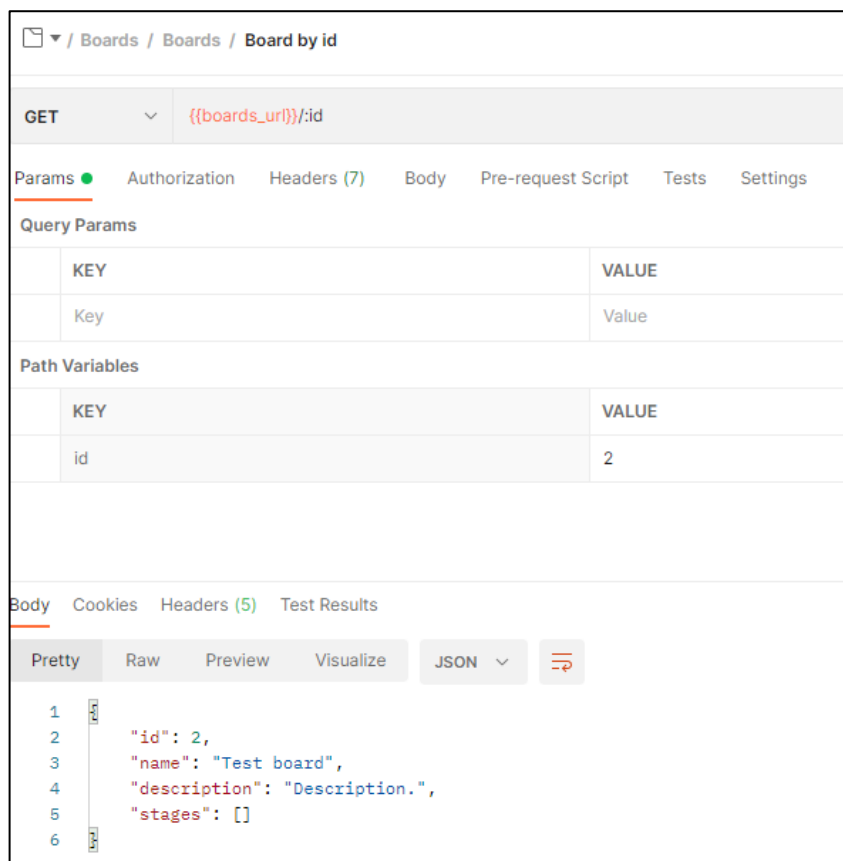 / Boards / Boards / Board by id
GET {{boards_url}}/:id
Params Authorization Headers (7) Body Pre-request Script Tests Settings
Query Params
KEY VALUE
Key Value
Path Variables
KEY VALUE
id 2
Body Cookies Headers (5) Test Results
Pretty Raw Preview Visualize JSON
1 {
2 "id": 2,
3 "name": "Test board",
4 "description": "Description.",
5 "stages": []
6 }